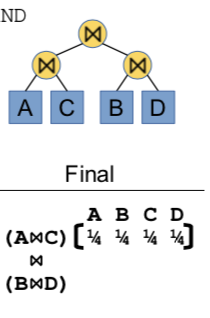 ND
⋈
⋈ ⋈
A C B D
Final
A B C D
(A⋈C) [¼ ¼ ¼ ¼]
⋈
(B⋈D)